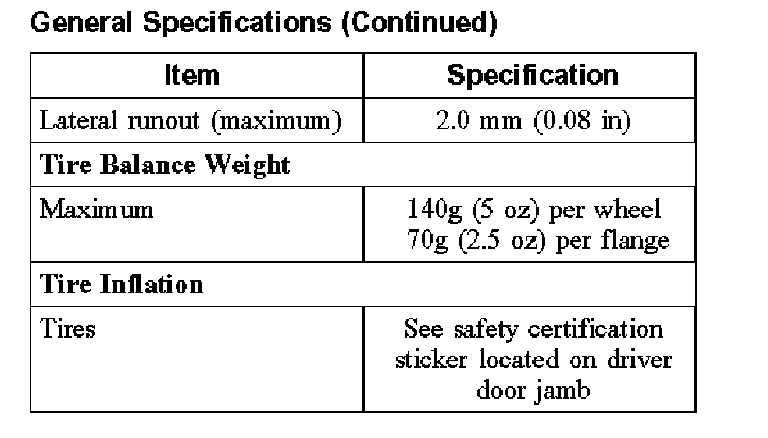 General Specifications (Continued)
Item Specification
Lateral runout (maximum) 2.0 mm (0.08 in)
Tire Balance Weight
Maximum 140g (5 oz) per wheel
70g (2.5 oz) per flange
Tire Inflation
Tires See safety certification
sticker located on driver
door jamb